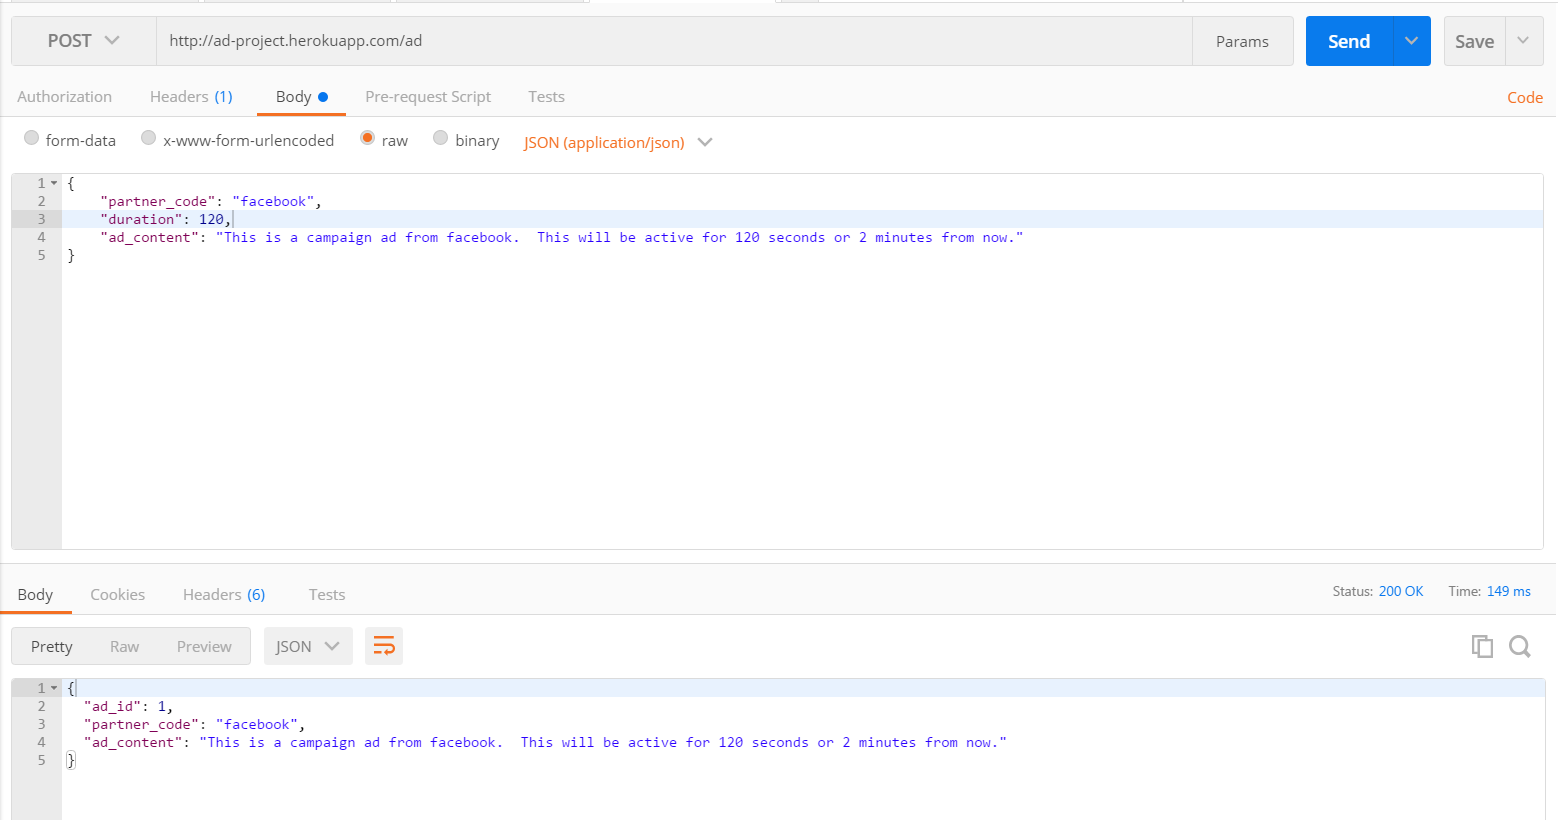 POST http://ad-project.herokuapp.com/ad Params Send Save
Authorization Headers (1) Body Pre-request Script Tests Code
form-data x-www-form-urlencoded raw binary JSON (application/json)
1 {
2 "partner_code": "facebook",
3 "duration": 120,
4 "ad_content": "This is a campaign ad from facebook.  This will be active for 120 seconds or 2 minutes from now."
5 }
Body Cookies Headers (6) Tests Status: 200 OK Time: 149 ms
Pretty Raw Preview JSON
1 {
2 "ad_id": 1,
3 "partner_code": "facebook",
4 "ad_content": "This is a campaign ad from facebook.  This will be active for 120 seconds or 2 minutes from now."
5 }